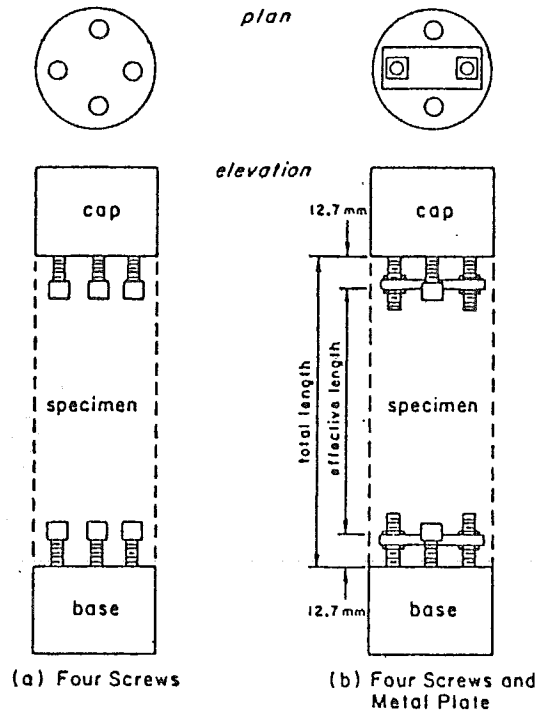 plan
elevation
cap
12.7 mm
cap
specimen
total length
effective length
specimen
base
12.7 mm
base
(a) Four Screws
(b) Four Screws and
Metal Plate